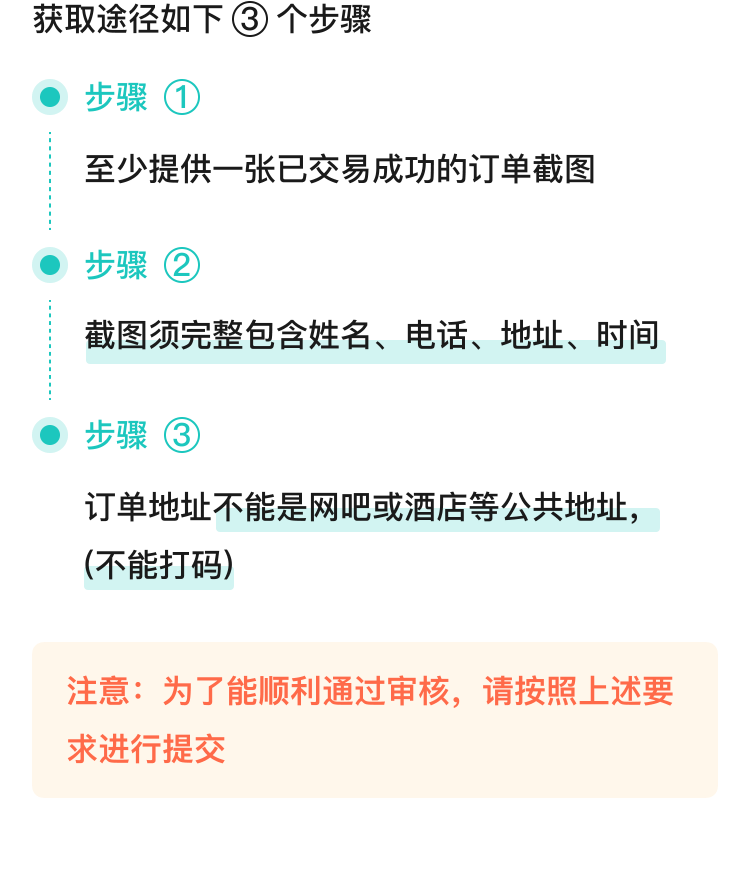 获取途径如下 ③ 个步骤
步骤 ①
至少提供一张已交易成功的订单截图
步骤 ②
截图须完整包含姓名、电话、地址、时间
步骤 ③
订单地址不能是网吧或酒店等公共地址，
(不能打码)
注意：为了能顺利通过审核，请按照上述要
求进行提交